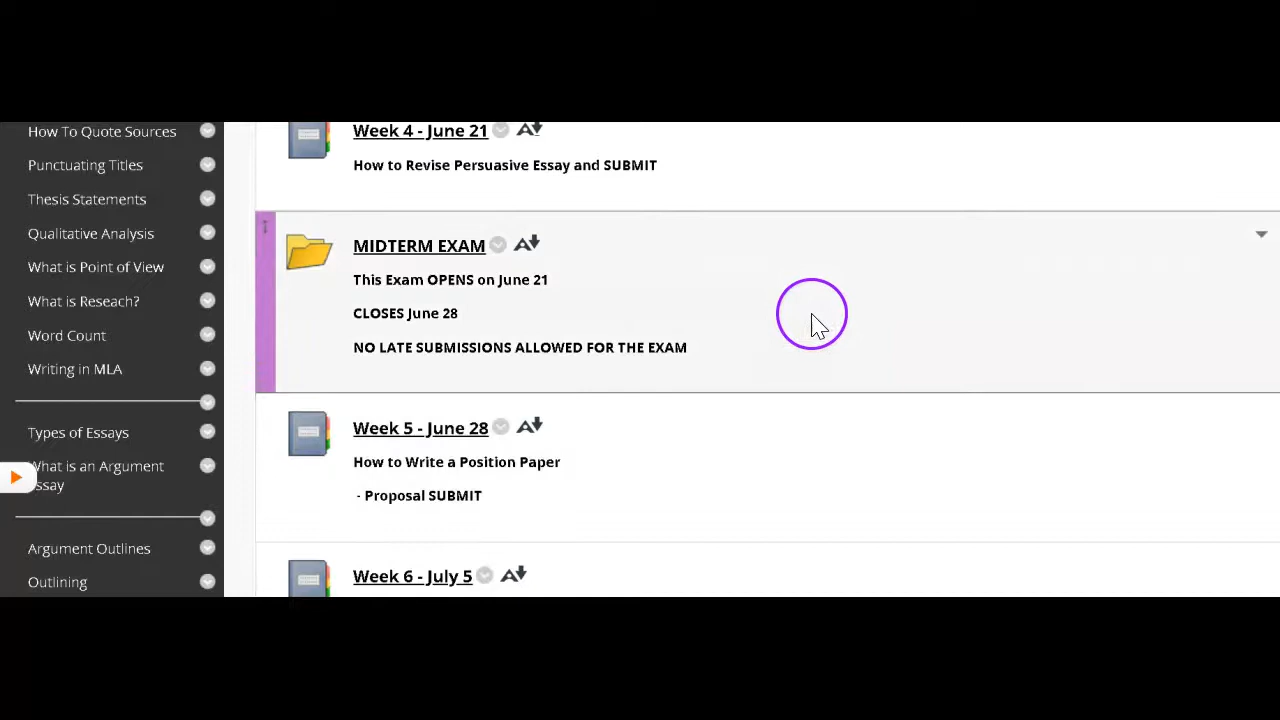 How To Quote Sources
Punctuating Titles
Thesis Statements
Qualitative Analysis
What is Point of View
What is Reseach?
Word Count
Writing in MLA
Types of Essays
What is an Argument
ssay
Argument Outlines
Outlining
Week 4 - June 21
How to Revise Persuasive Essay and SUBMIT
MIDTERM EXAM
This Exam OPENS on June 21
CLOSES June 28
NO LATE SUBMISSIONS ALLOWED FOR THE EXAM
Week 5 - June 28
How to Write a Position Paper
- Proposal SUBMIT
Week 6 - July 5